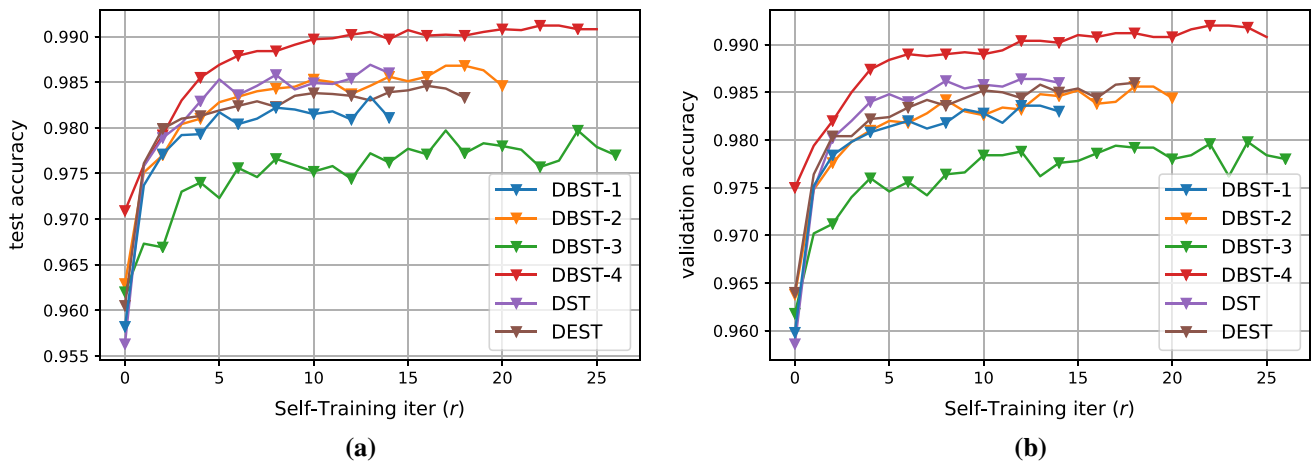 test accuracy
0.990
0.985
0.980
0.975
0.970
0.965
0.960
0.955
0 5 10 15 20 25
Self-Training iter (r)
DBST-1
DBST-2
DBST-3
DBST-4
DST
DEST
(a)
validation accuracy
0.990
0.985
0.980
0.975
0.970
0.965
0.960
0 5 10 15 20 25
Self-Training iter (r)
DBST-1
DBST-2
DBST-3
DBST-4
DST
DEST
(b)